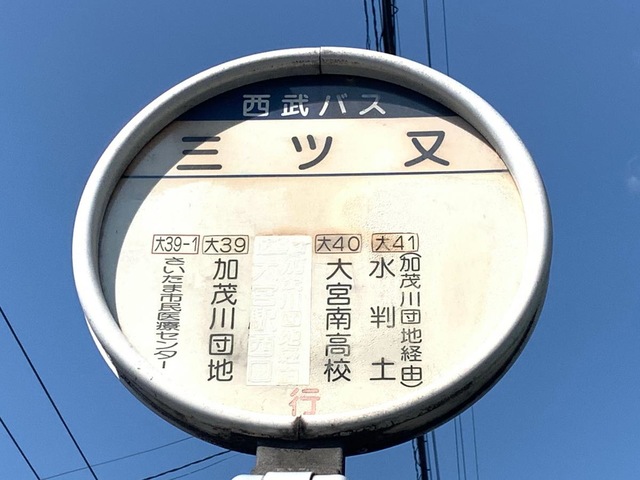 西武バス
三ツ又
大41
水判土
(加茂川団地経由)
大40
大宮南高校
大39
加茂川団地
大39-1
さいたま市民医療センター
行